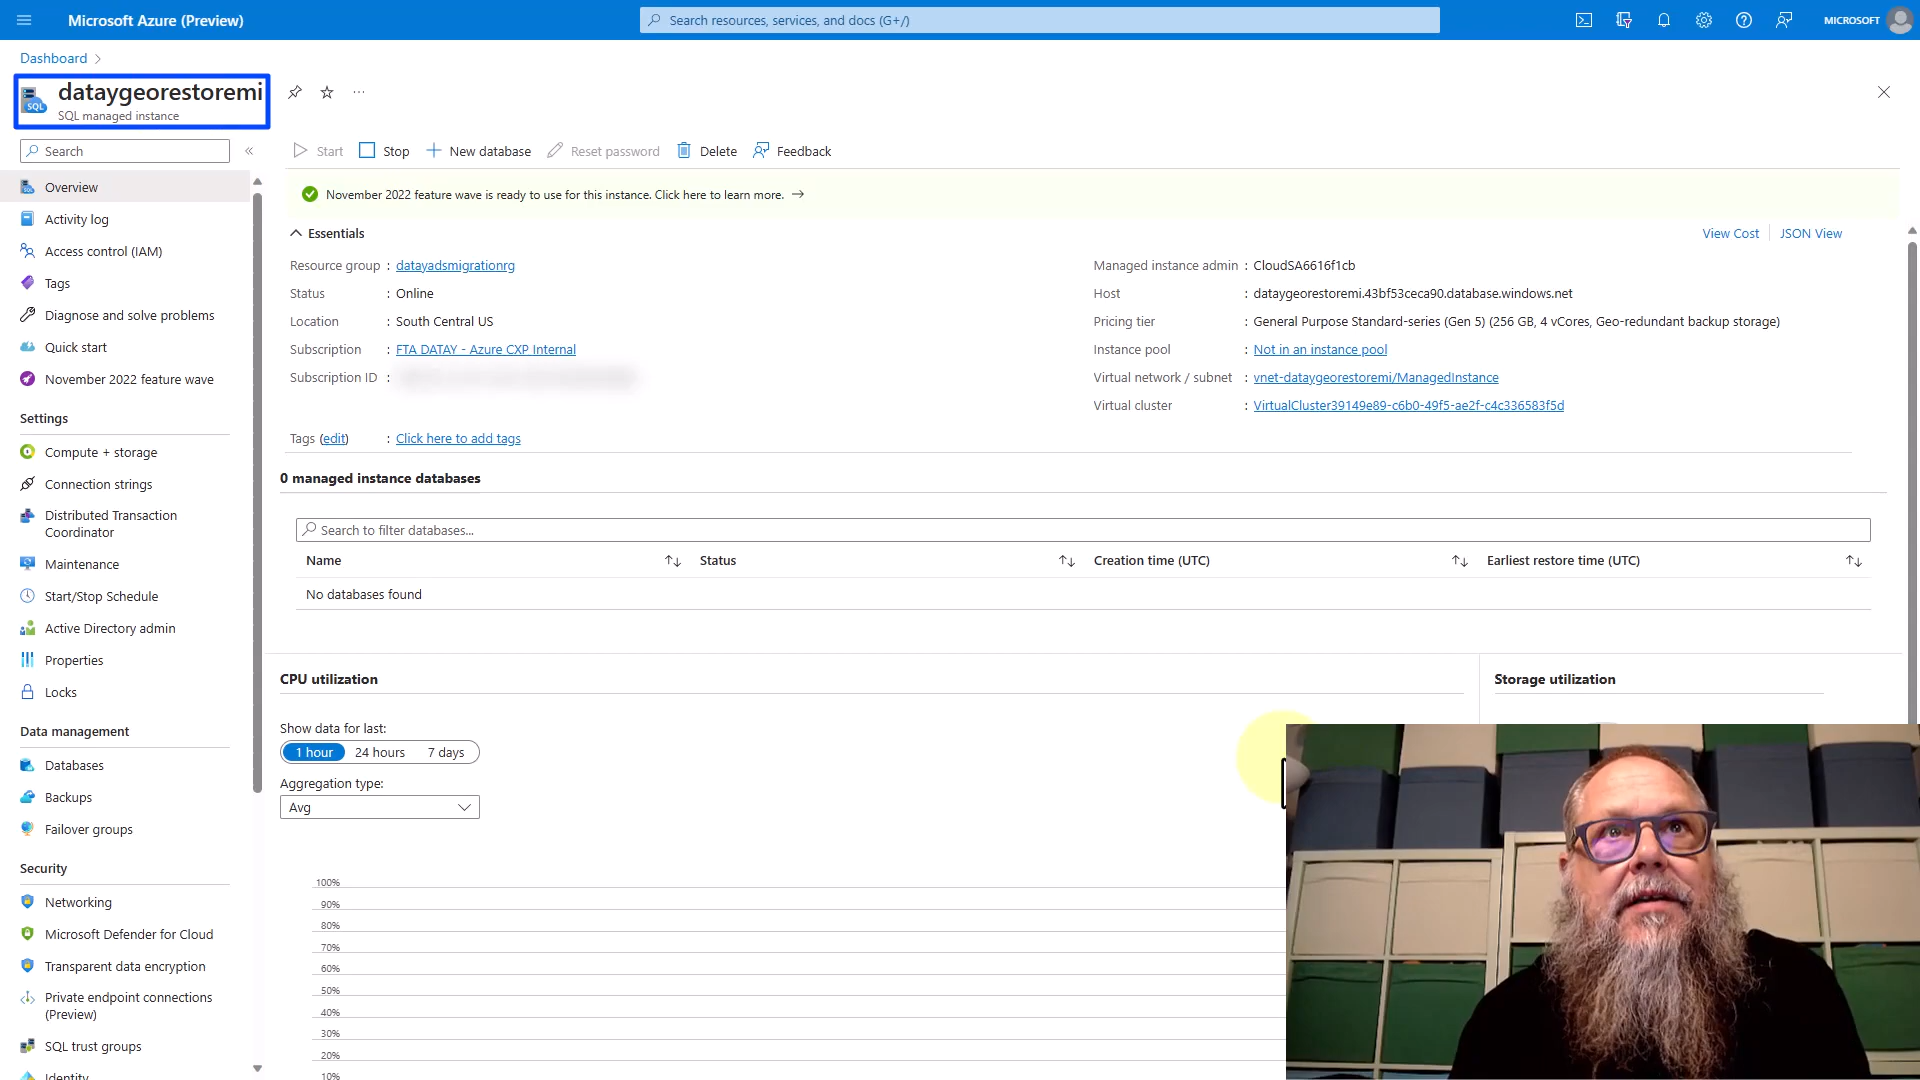 Microsoft Azure (Preview)
Search resources, services, and docs (G+/)
MICROSOFT
Dashboard
dataygeorestoremi
SQL
SQL managed instance
Search
Start
Stop
New database
Reset password
Delete
Feedback
November 2022 feature wave is ready to use for this instance. Click here to learn more.
Overview
Activity log
Access control (IAM)
Tags
Diagnose and solve problems
Quick start
November 2022 feature wave
Settings
Compute + storage
Connection strings
Distributed Transaction
Coordinator
Maintenance
Start/Stop Schedule
Active Directory admin
Properties
Locks
Data management
Databases
Backups
Failover groups
Security
Networking
Microsoft Defender for Cloud
Transparent data encryption
Private endpoint connections
(Preview)
SQL trust groups
Identity
Essentials
View Cost
JSON View
Resource group : datayadsmigrationrg
Status : Online
Location : South Central US
Subscription : FTA DATAY - Azure CXP Internal
Subscription ID :
Tags (edit) : Click here to add tags
Managed instance admin : CloudSA6616f1cb
Host : dataygeorestoremi.43bf53ceca90.database.windows.net
Pricing tier : General Purpose Standard-series (Gen 5) (256 GB, 4 vCores, Geo-redundant backup storage)
Instance pool : Not in an instance pool
Virtual network / subnet : vnet-dataygeorestoremi/ManagedInstance
Virtual cluster : VirtualCluster39149e89-c6b0-49f5-ae2f-c4c336583f5d
0 managed instance databases
Search to filter databases...
Name Status Creation time (UTC) Earliest restore time (UTC)
No databases found
CPU utilization
Show data for last:
1 hour 24 hours 7 days
Aggregation type:
Avg
100%
90%
80%
70%
60%
50%
40%
30%
20%
10%
Storage utilization